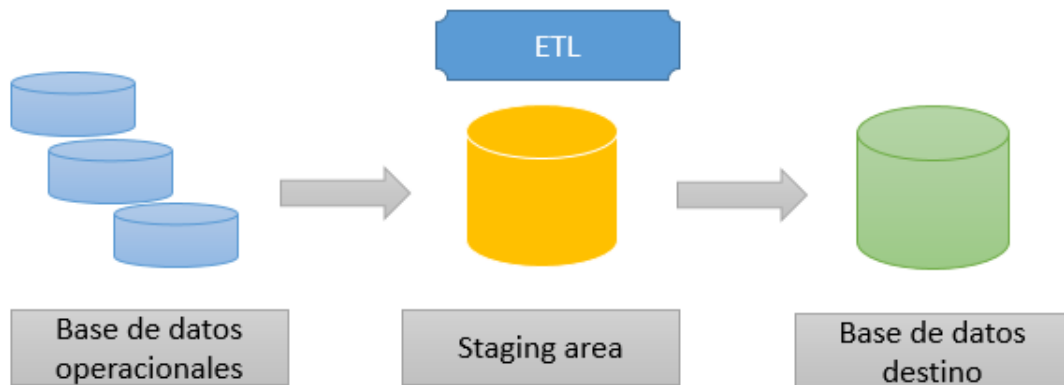 ETL
Base de datos
operacionales
Staging area
Base de datos
destino